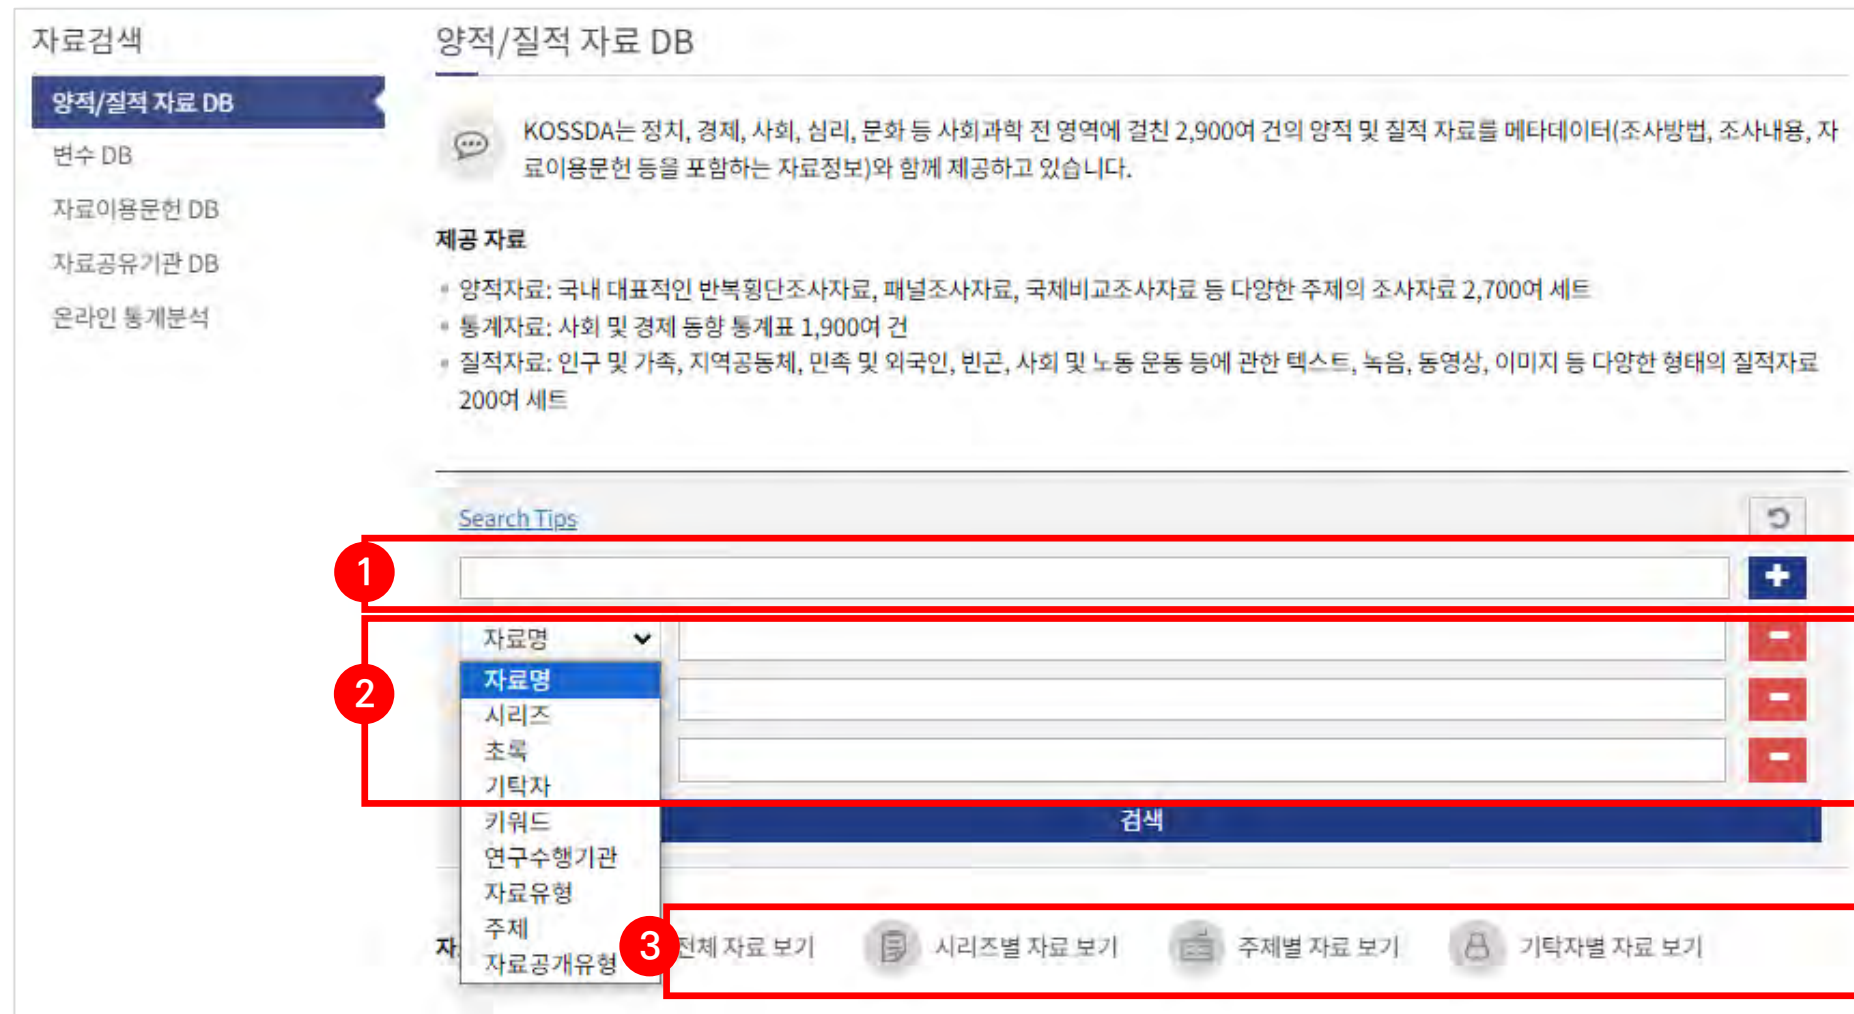 자료검색
양적/질적 자료 DB
변수 DB
자료이용문헌 DB
자료공유기관 DB
온라인 통계분석
양적/질적 자료 DB
KOSSDA는 정치, 경제, 사회, 심리, 문화 등 사회과학 전 영역에 걸친 2,900여 건의 양적 및 질적 자료를 메타데이터(조사방법, 조사내용, 자
료이용문헌 등을 포함하는 자료정보)와 함께 제공하고 있습니다.
제공 자료
양적자료: 국내 대표적인 반복횡단조사자료, 패널조사자료, 국제비교조사자료 등 다양한 주제의 조사자료 2,700여 세트
통계자료: 사회 및 경제 동향 통계표 1,900여 건
질적자료: 인구 및 가족, 지역공동체, 민족 및 외국인, 빈곤, 사회 및 노동 운동 등에 관한 텍스트, 녹음, 동영상, 이미지 등 다양한 형태의 질적자료
200여 세트
Search Tips
1
2
자료명
자료명
시리즈
초록
기탁자
키워드
연구수행기관
자료유형
주제
자료공개유형
검색
자
3
전체 자료 보기 시리즈별 자료 보기 주제별 자료 보기 기탁자별 자료 보기